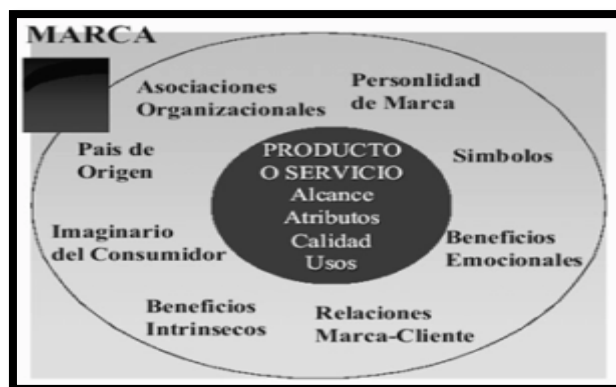 MARCA
Asociaciones
Organizacionales
Personlidad
de Marca
Pais de
Origen
PRODUCTO
O SERVICIO
Alcance
Atributos
Calidad
Usos
Simbolos
Imaginario
del Consumidor
Beneficios
Emocionales
Beneficios
Intrinsecos
Relaciones
Marca-Cliente